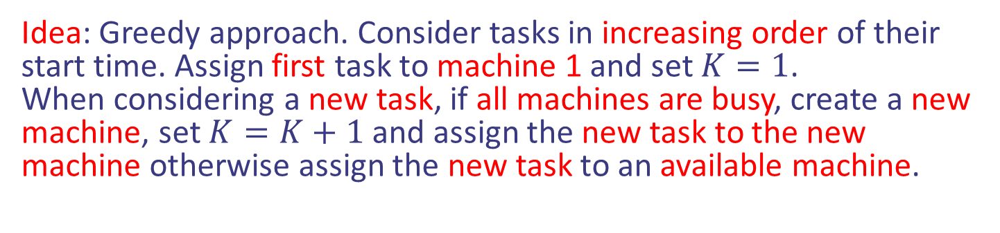 Idea: Greedy approach. Consider tasks in increasing order of their
start time. Assign first task to machine 1 and set K = 1.
When considering a new task, if all machines are busy, create a new
machine, set K = K + 1 and assign the new task to the new
machine otherwise assign the new task to an available machine.